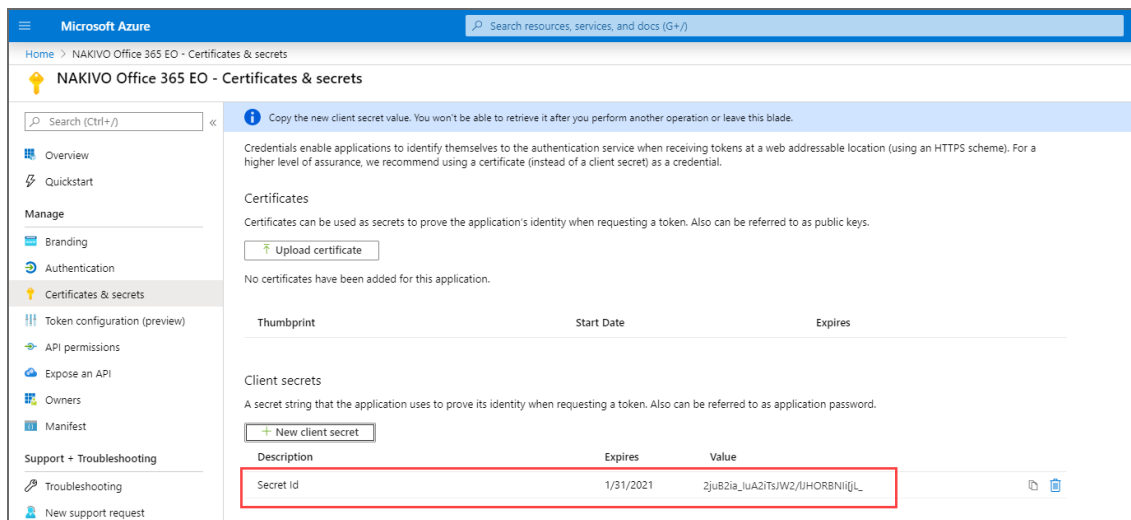 Microsoft Azure
Search resources, services, and docs (G+/)
Home > NAKIVO Office 365 EO - Certificates & secrets
NAKIVO Office 365 EO - Certificates & secrets
Search (Ctrl+/)
«
Overview
Quickstart
Manage
Branding
Authentication
Certificates & secrets
Token configuration (preview)
API permissions
Expose an API
Owners
Manifest
Support + Troubleshooting
Troubleshooting
New support request
Copy the new client secret value. You won't be able to retrieve it after you perform another operation or leave this blade.
Credentials enable applications to identify themselves to the authentication service when receiving tokens at a web addressable location (using an HTTPS scheme). For a
higher level of assurance, we recommend using a certificate (instead of a client secret) as a credential.
Certificates
Certificates can be used as secrets to prove the application's identity when requesting a token. Also can be referred to as public keys.
Upload certificate
No certificates have been added for this application.
Thumbprint Start Date Expires
Client secrets
A secret string that the application uses to prove its identity when requesting a token. Also can be referred to as application password.
New client secret
Description Expires Value
Secret Id 1/31/2021